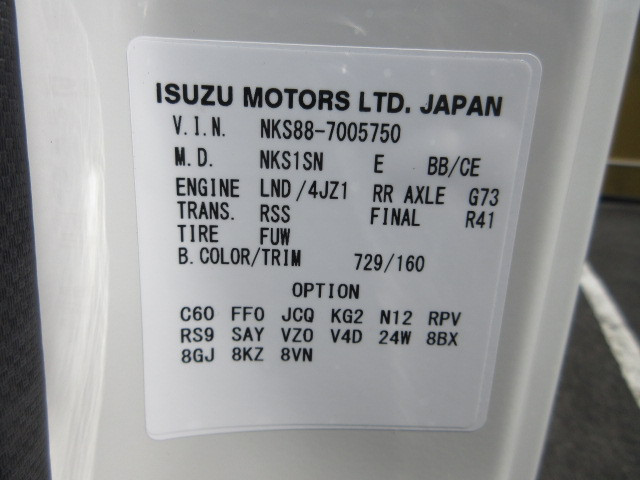 ISUZU MOTORS LTD. JAPAN
V.I.N. NKS88-7005750
M.D. NKS1SN E BB/CE
ENGINE LND/4JZ1 RR AXLE G73
TRANS. RSS FINAL R41
TIRE FUW
B.COLOR/TRIM 729/160
OPTION
C60 FF0 JCQ KG2 N12 RPV
RS9 SAY VZ0 V4D 24W 8BX
8GJ 8KZ 8VN